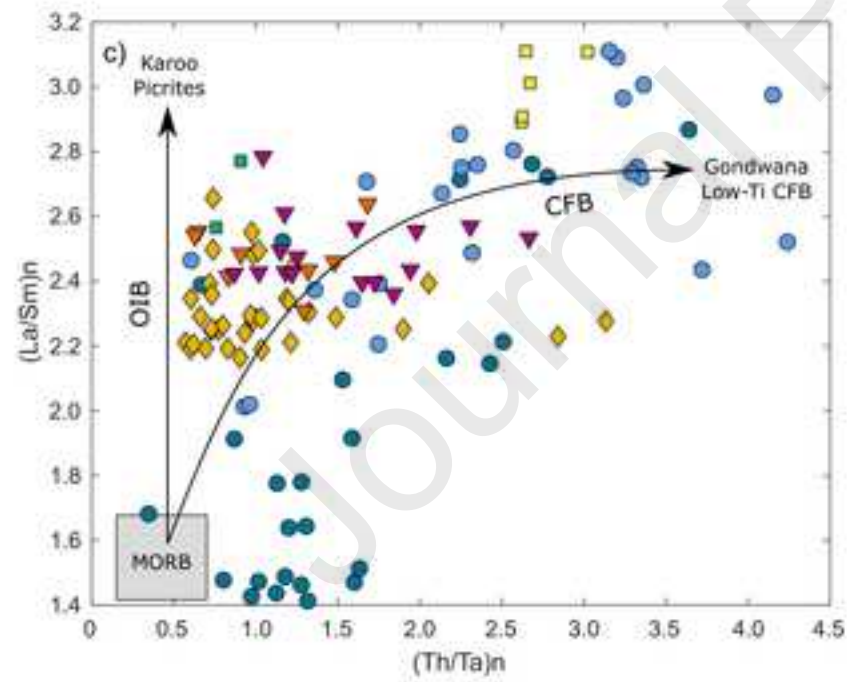 c)
Karoo
Picrites
3.2
3.0
2.8
2.6
2.4
2.2
2.0
1.8
1.6
1.4
(La/Sm)n
OIB
CFB
Gondwana
Low-Ti CFB
MORB
0 0.5 1.0 1.5 2.0 2.5 3.0 3.5 4.0 4.5
(Th/Ta)n
Journal P